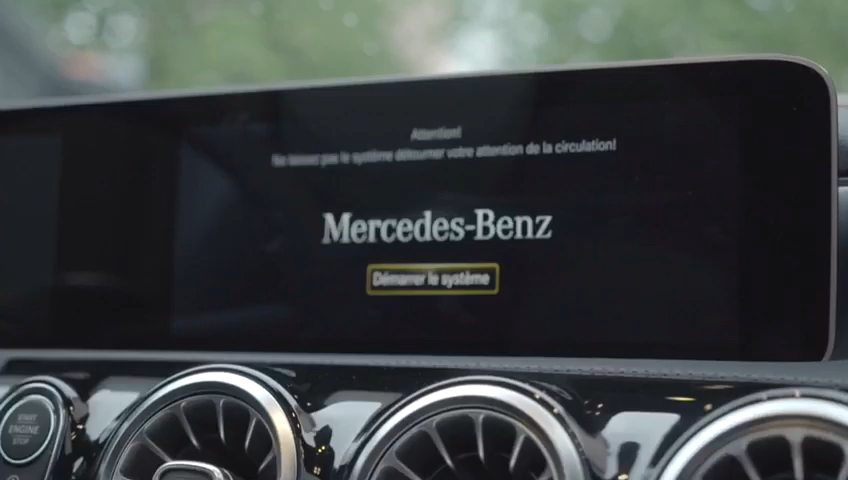 Attention!
Ne laissez pas le système détourner votre attention de la circulation!
Mercedes-Benz
Démarrer le système
START
ENGINE
STOP